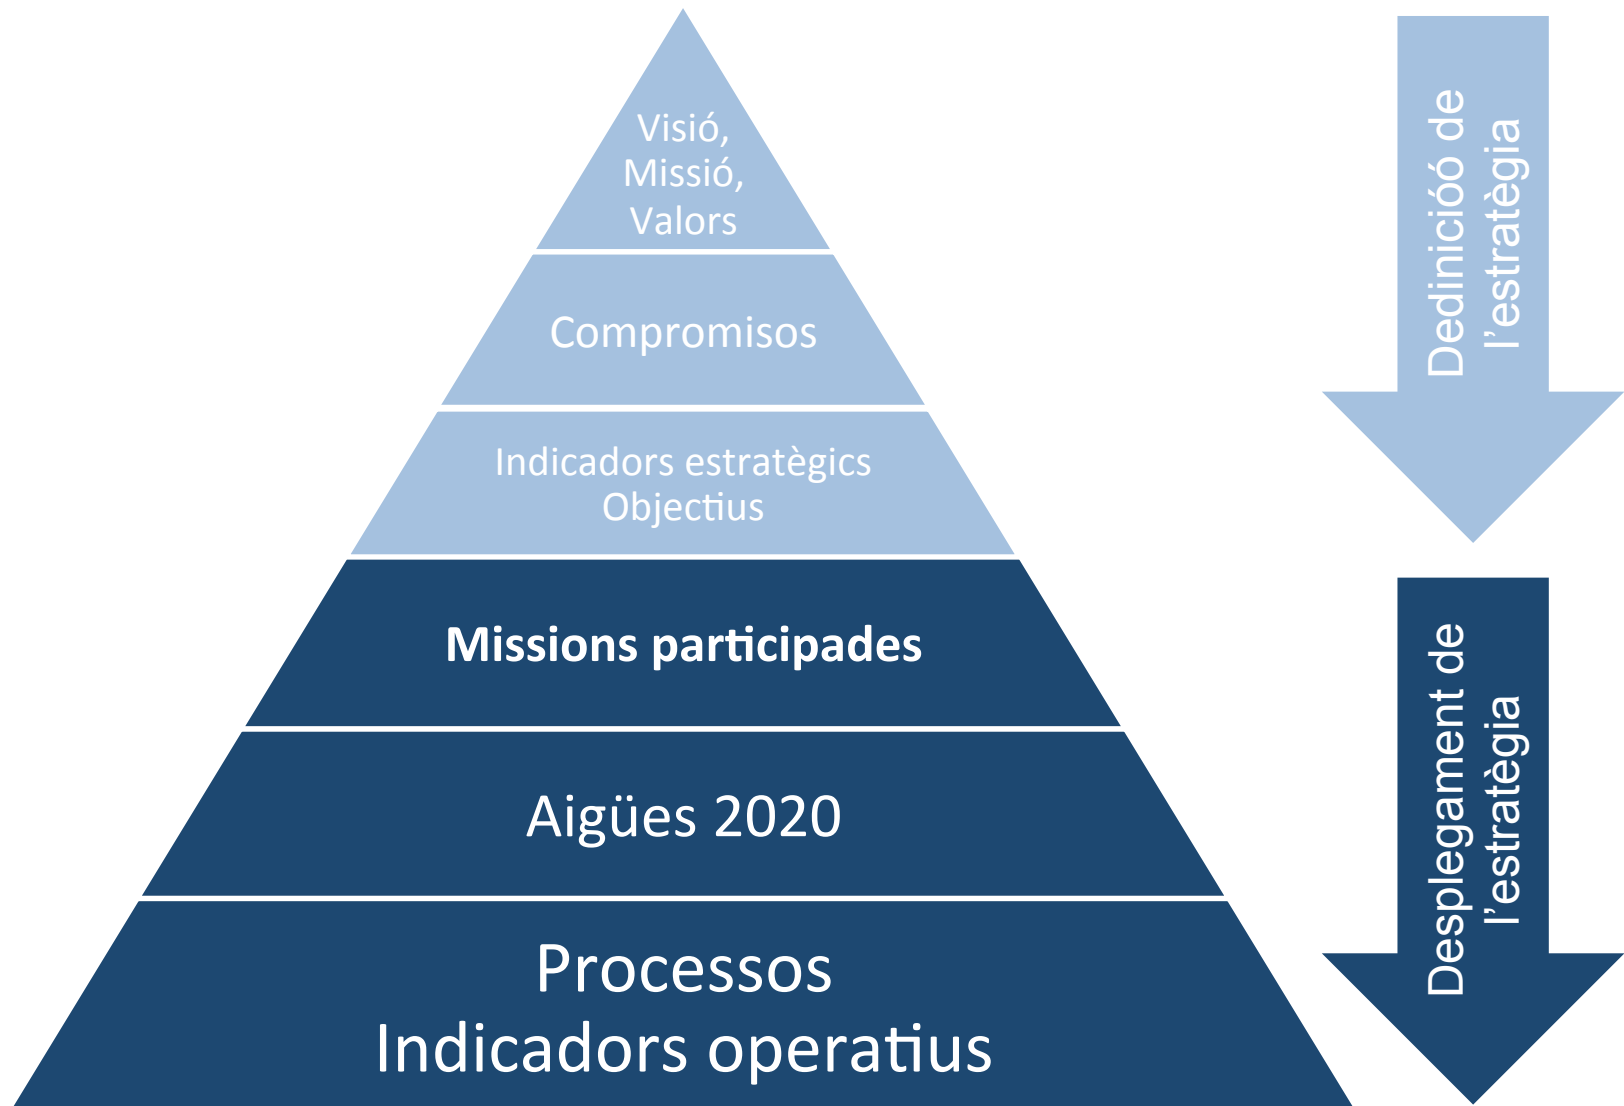 Visió,
Missió,
Valors
Compromisos
Indicadors estratègics
Objectius
Missions participades
Aigües 2020
Processos
Indicadors operatius
Dedinicióó de
l’estratègia
Desplegament de
l’estratègia